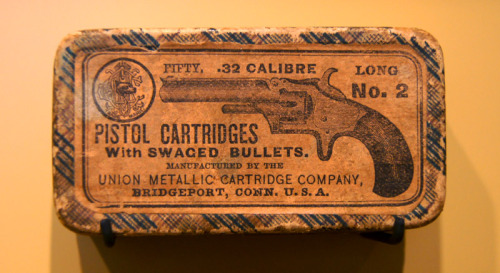 FIFTY, .32 CALIBRE LONG
No. 2
PISTOL CARTRIDGES
With SWAGED BULLETS.
MANUFACTURED BY THE
UNION METALLIC CARTRIDGE COMPANY,
BRIDGEPORT, CONN. U.S.A.